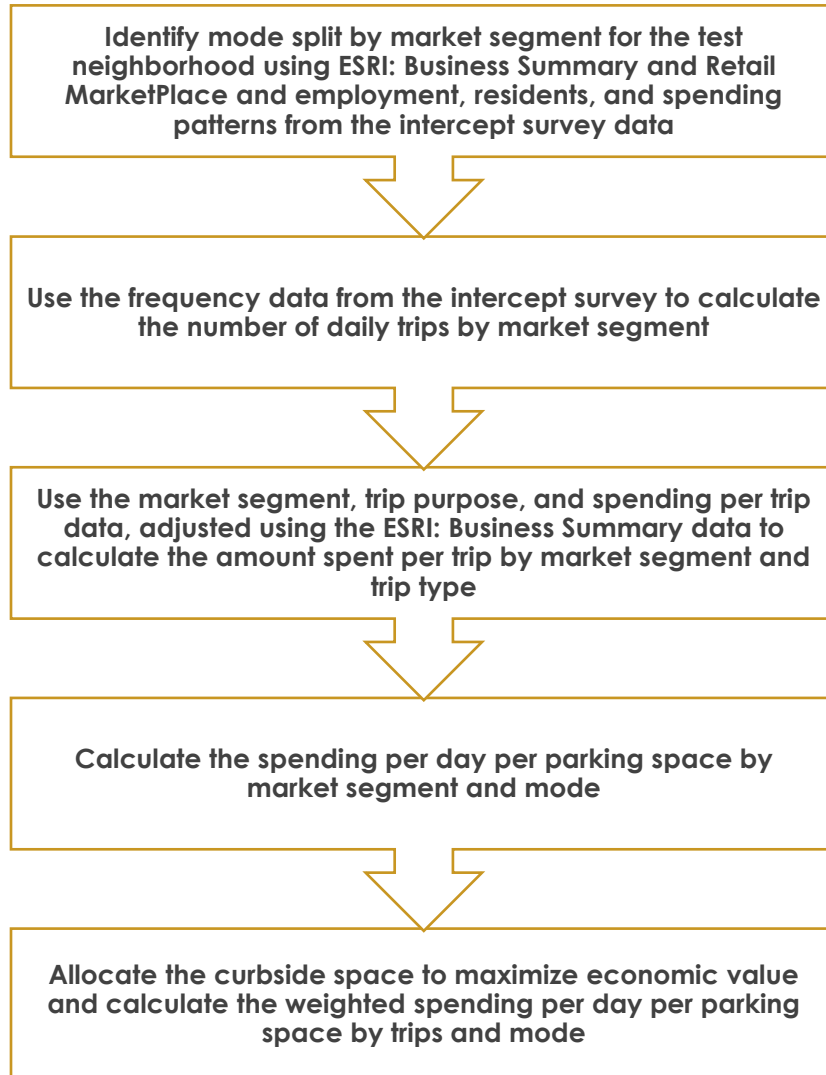 Identify mode split by market segment for the test
neighborhood using ESRI: Business Summary and Retail
MarketPlace and employment, residents, and spending
patterns from the intercept survey data
Use the frequency data from the intercept survey to calculate
the number of daily trips by market segment
Use the market segment, trip purpose, and spending per trip
data, adjusted using the ESRI: Business Summary data to
calculate the amount spent per trip by market segment and
trip type
Calculate the spending per day per parking space by
market segment and mode
Allocate the curbside space to maximize economic value
and calculate the weighted spending per day per parking
space by trips and mode